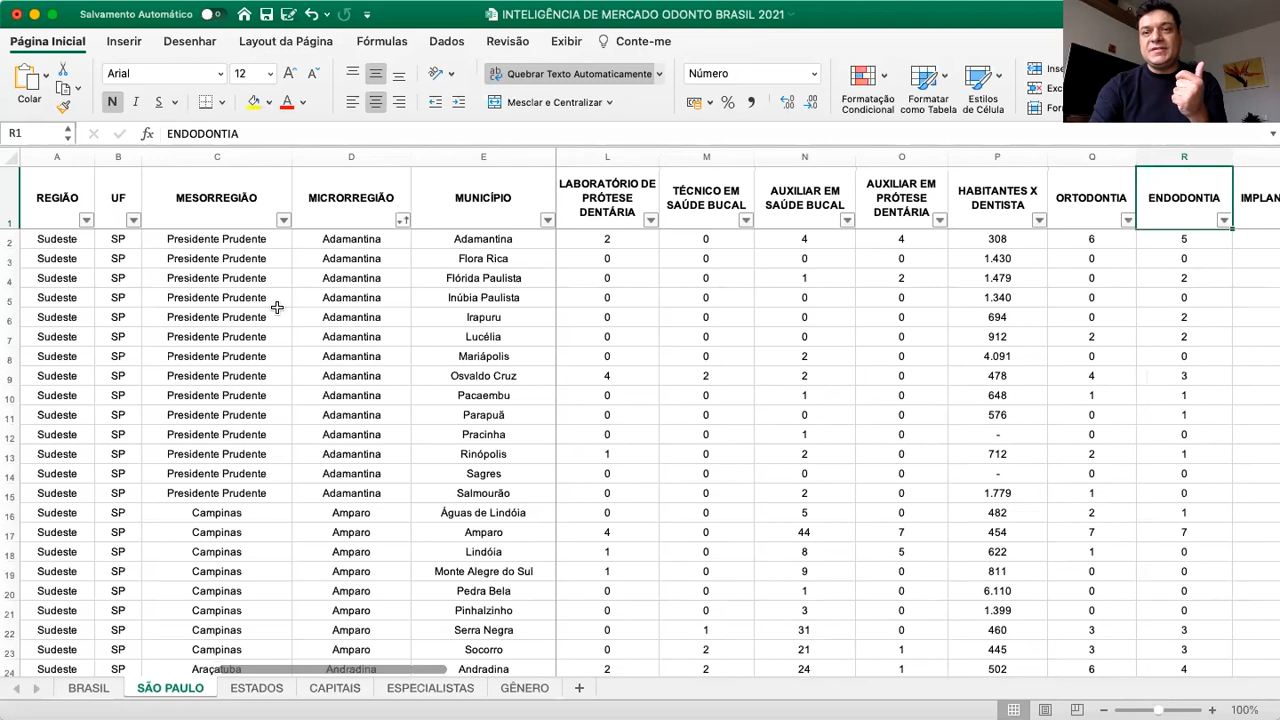 Salvamento Automático
INTELIGÊNCIA DE MERCADO ODONTO BRASIL 2021
Página Inicial Inserir Desenhar Layout da Página Fórmulas Dados Revisão Exibir Conte-me
Colar
Arial 12
N I S
Quebrar Texto Automaticamente
Mesclar e Centralizar
Número
Formatação Condicional
Formatar como Tabela
Estilos de Célula
R1 fx ENDODONTIA
A B C D E L M N O P Q R
1 REGIÃO UF MESORREGIÃO MICRORREGIÃO MUNICÍPIO LABORATÓRIO DE PRÓTESE DENTÁRIA TÉCNICO EM SAÚDE BUCAL AUXILIAR EM SAÚDE BUCAL AUXILIAR EM PRÓTESE DENTÁRIA HABITANTES X DENTISTA ORTODONTIA ENDODONTIA IMPLAN
2 Sudeste SP Presidente Prudente Adamantina Adamantina 2 0 4 4 308 6 5
3 Sudeste SP Presidente Prudente Adamantina Flora Rica 0 0 0 0 1.430 0 0
4 Sudeste SP Presidente Prudente Adamantina Flórida Paulista 0 0 1 2 1.479 0 2
5 Sudeste SP Presidente Prudente Adamantina Inúbia Paulista 0 0 0 0 1.340 0 0
6 Sudeste SP Presidente Prudente Adamantina Irapuru 0 0 0 0 694 0 2
7 Sudeste SP Presidente Prudente Adamantina Lucélia 0 0 0 0 912 2 2
8 Sudeste SP Presidente Prudente Adamantina Mariápolis 0 0 2 0 4.091 0 0
9 Sudeste SP Presidente Prudente Adamantina Osvaldo Cruz 4 2 2 0 478 4 3
10 Sudeste SP Presidente Prudente Adamantina Pacaembu 0 0 1 0 648 1 1
11 Sudeste SP Presidente Prudente Adamantina Parapuã 0 0 0 0 576 0 1
12 Sudeste SP Presidente Prudente Adamantina Pracinha 0 0 1 0 - 0 0
13 Sudeste SP Presidente Prudente Adamantina Rinópolis 1 0 2 0 712 2 1
14 Sudeste SP Presidente Prudente Adamantina Sagres 0 0 0 0 - 0 0
15 Sudeste SP Presidente Prudente Adamantina Salmourão 0 0 2 0 1.779 1 0
16 Sudeste SP Campinas Amparo Águas de Lindóia 0 0 5 0 482 2 1
17 Sudeste SP Campinas Amparo Amparo 4 0 44 7 454 7 7
18 Sudeste SP Campinas Amparo Lindóia 1 0 8 5 622 1 0
19 Sudeste SP Campinas Amparo Monte Alegre do Sul 1 0 9 0 811 0 0
20 Sudeste SP Campinas Amparo Pedra Bela 0 0 1 0 6.110 0 0
21 Sudeste SP Campinas Amparo Pinhalzinho 0 0 3 0 1.399 0 0
22 Sudeste SP Campinas Amparo Serra Negra 0 1 31 0 460 3 3
23 Sudeste SP Campinas Amparo Socorro 0 2 21 1 445 3 3
24 Sudeste SP Araçatuba Andradina Andradina 2 2 24 1 502 6 4
BRASIL SÃO PAULO ESTADOS CAPITAIS ESPECIALISTAS GÊNERO +
100%